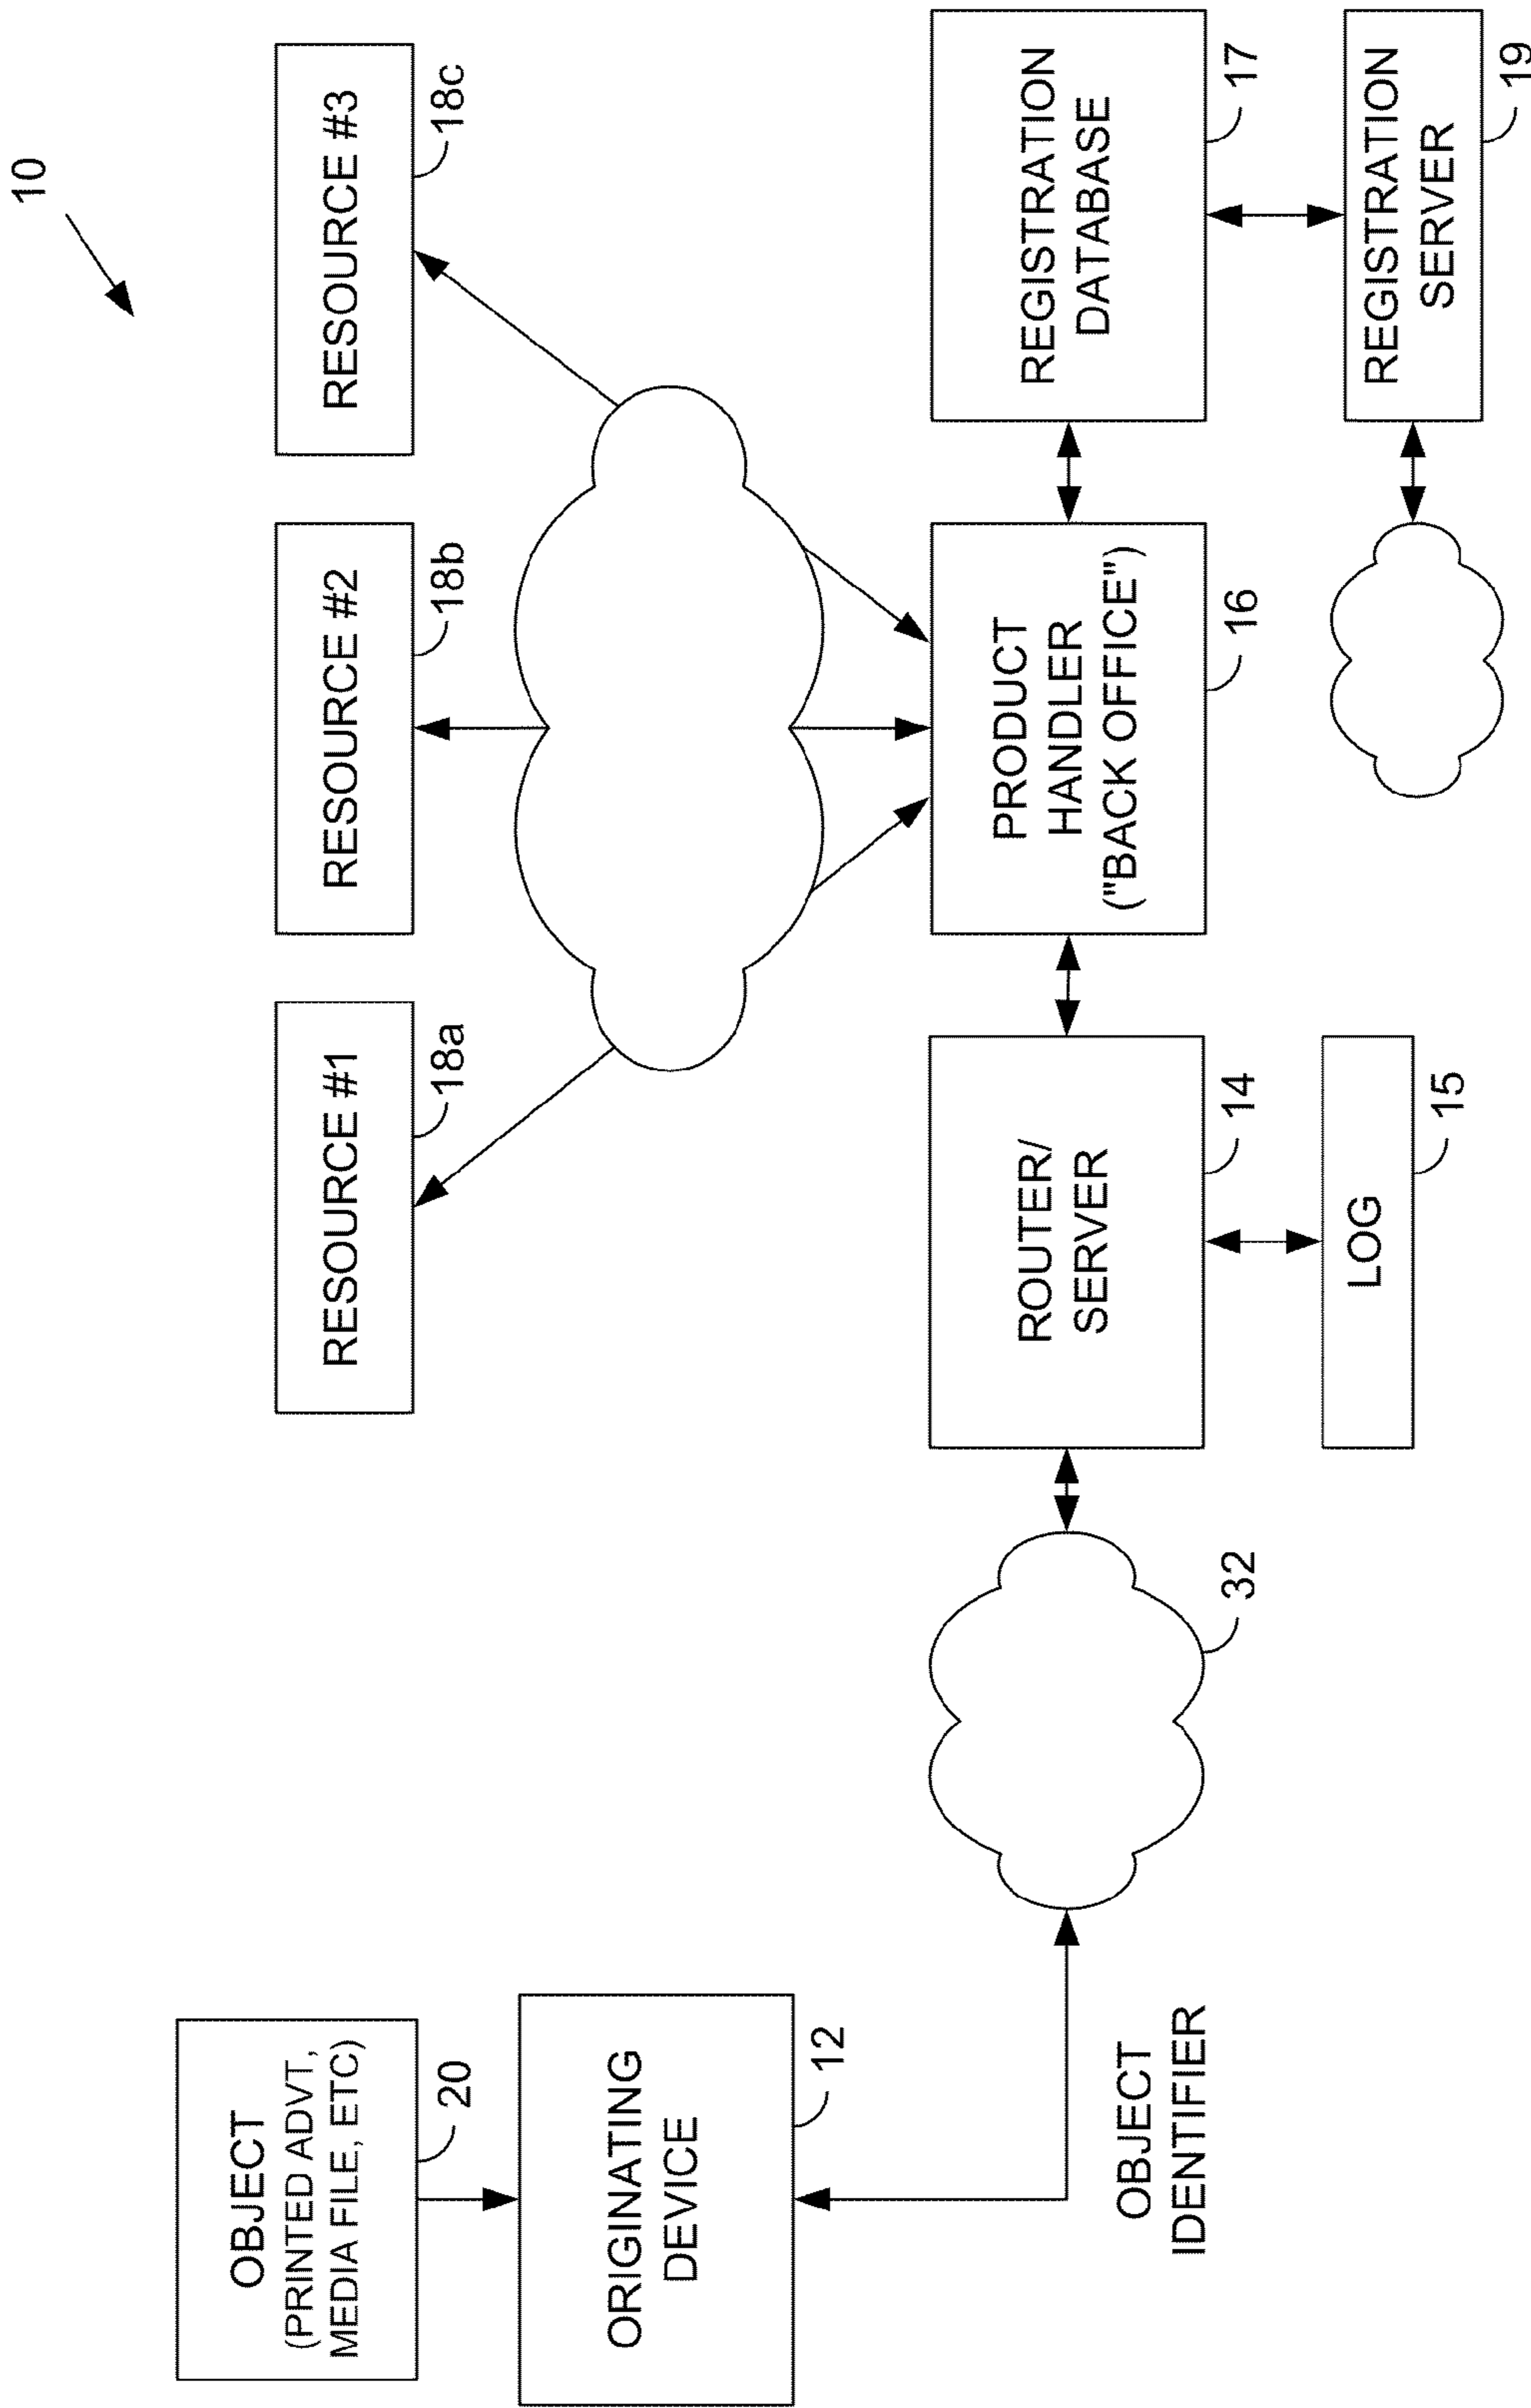 10
RESOURCE #1
18a
RESOURCE #2
18b
RESOURCE #3
18c
OBJECT
(PRINTED ADVT,
MEDIA FILE, ETC)
20
ORIGINATING
DEVICE
12
OBJECT
IDENTIFIER
32
ROUTER/
SERVER
14
LOG
15
PRODUCT
HANDLER
("BACK OFFICE")
16
REGISTRATION
DATABASE
17
REGISTRATION
SERVER
19